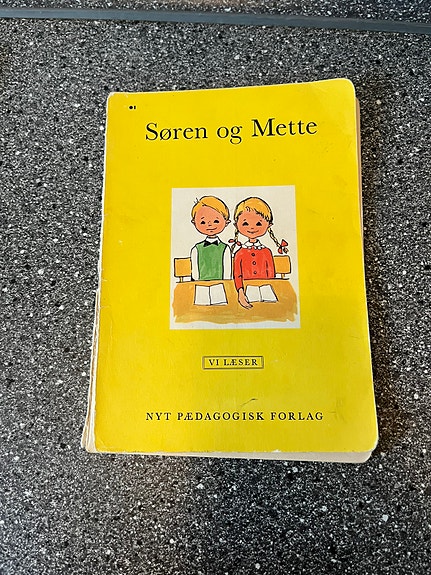 Søren og Mette
VI LÆSER
NYT PÆDAGOGISK FORLAG